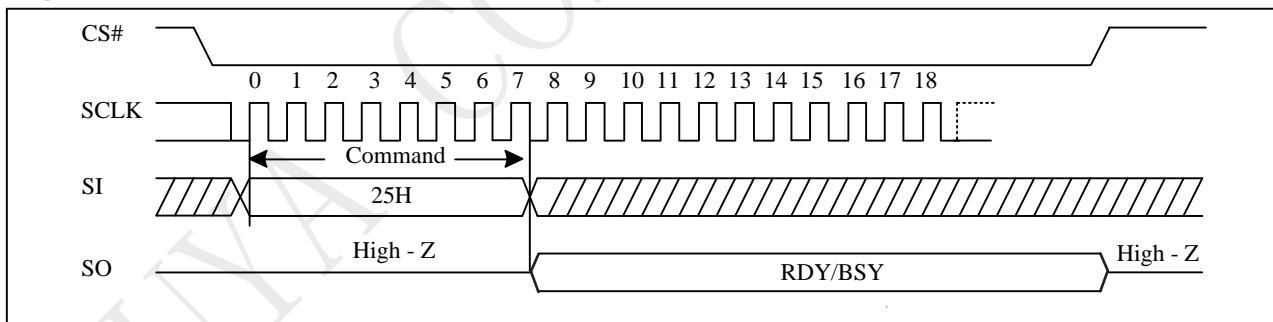 CS#
0 1 2 3 4 5 6 7 8 9 10 11 12 13 14 15 16 17 18
SCLK
Command
SI
25H
High - Z
SO
RDY/BSY
High - Z